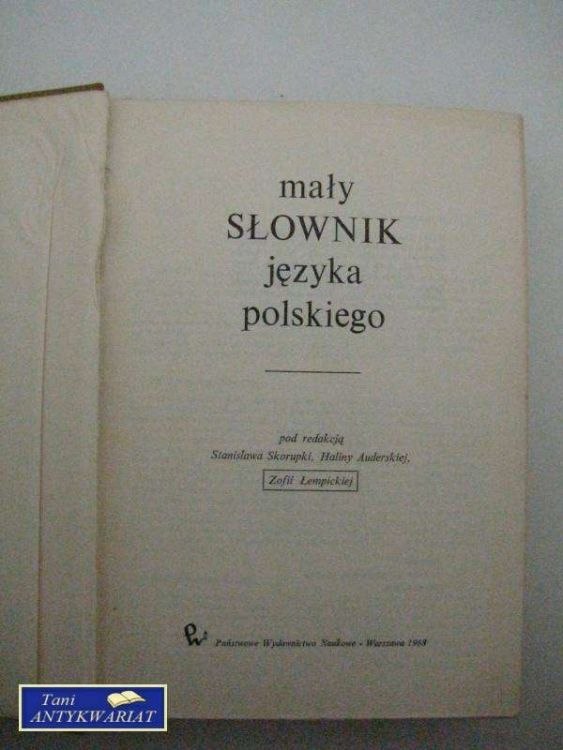 mały
SŁOWNIK
języka
polskiego
pod redakcją
Stanisława Skorupki, Haliny Auderskiej,
Zofii Łempickiej
Państwowe Wydawnictwo Naukowe - Warszawa 1968
Tani
ANTYKWARIAT